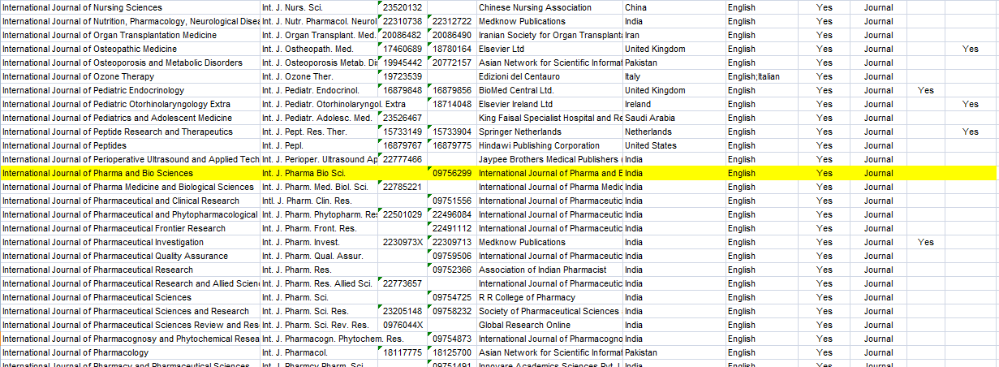 International Journal of Nursing Sciences Int. J. Nurs. Sci. 23520132 Chinese Nursing Association China English Yes Journal
International Journal of Nutrition, Pharmacology, Neurological Disea Int. J. Nutr. Pharmacol. Neurol 22310738 22312722 Medknow Publications India English Yes Journal
International Journal of Organ Transplantation Medicine Int. J. Organ Transplant. Med. 20086482 20086490 Iranian Society for Organ Transplanta Iran English Yes Journal
International Journal of Osteopathic Medicine Int. J. Ostheopath. Med. 17460689 18780164 Elsevier Ltd United Kingdom English Yes Journal Yes
International Journal of Osteoporosis and Metabolic Disorders Int. J. Osteoporosis Metab. Di 19945442 20772157 Asian Network for Scientific Informat Pakistan English Yes Journal
International Journal of Ozone Therapy Int. J. Ozone Ther. 19723539 Edizioni del Centauro Italy English;Italian Yes Journal
International Journal of Pediatric Endocrinology Int. J. Pediatr. Endocrinol. 16879848 16879856 BioMed Central Ltd. United Kingdom English Yes Journal Yes
International Journal of Pediatric Otorhinolaryngology Extra Int. J. Pediatr. Otorhinolaryngol. Extra 18714048 Elsevier Ireland Ltd Ireland English Yes Journal Yes
International Journal of Pediatrics and Adolescent Medicine Int. J. Pediatr. Adolesc. Med. 23526467 King Faisal Specialist Hospital and Re Saudi Arabia English Yes Journal
International Journal of Peptide Research and Therapeutics Int. J. Pept. Res. Ther. 15733149 15733904 Springer Netherlands Netherlands English Yes Journal Yes
International Journal of Peptides Int. J. Pepl. 16879767 16879775 Hindawi Publishing Corporation United States English Yes Journal
International Journal of Perioperative Ultrasound and Applied Tech Int. J. Perioper. Ultrasound Ap 22777466 Jaypee Brothers Medical Publishers ( India English Yes Journal
International Journal of Pharma and Bio Sciences Int. J. Pharma Bio Sci. 09756299 International Journal of Pharma and B India English Yes Journal
International Journal of Pharma Medicine and Biological Sciences Int. J. Pharm. Med. Biol. Sci. 22785221 International Journal of Pharma Medic India English Yes Journal
International Journal of Pharmaceutical and Clinical Research Intl. J. Pharm. Clin. Res. 09751556 International Journal of Pharmaceutic India English Yes Journal
International Journal of Pharmaceutical and Phytopharmacological Int. J. Pharm. Phytopharm. Res 22501029 22496084 International Journal of Pharmaceutic India English Yes Journal
International Journal of Pharmaceutical Frontier Research Int. J. Pharm. Front. Res. 22491112 International Journal of Pharmaceutic India English Yes Journal
International Journal of Pharmaceutical Investigation Int. J. Pharm. Invest. 2230973X 22309713 Medknow Publications India English Yes Journal Yes
International Journal of Pharmaceutical Quality Assurance Int. J. Pharm. Qual. Assur. 09759506 International Journal of Pharmaceutic India English Yes Journal
International Journal of Pharmaceutical Research Int. J. Pharm. Res. 09752366 Association of Indian Pharmacist India English Yes Journal
International Journal of Pharmaceutical Research and Allied Scien Int. J. Pharm. Res. Allied Sci. 22773657 International Journal of Pharmaceutic India English Yes Journal
International Journal of Pharmaceutical Sciences Int. J. Pharm. Sci. 09754725 R R College of Pharmacy India English Yes Journal
International Journal of Pharmaceutical Sciences and Research Int. J. Pharm. Sci. Res. 23205148 09758232 Society of Pharmaceutical Sciences India English Yes Journal
International Journal of Pharmaceutical Sciences Review and Res Int. J. Pharm. Sci. Rev. Res. 0976044X Global Research Online India English Yes Journal
International Journal of Pharmacognosy and Phytochemical Resea Int. J. Pharmacogn. Phytochem. Res. 09754873 International Journal of Pharmacogno India English Yes Journal
International Journal of Pharmacology Int. J. Pharmacol. 18117775 18125700 Asian Network for Scientific Informat Pakistan English Yes Journal
International Journal of Pharmacy and Pharmaceutical Sciences Int. J. Pharmcy Pharm. Sci. 09751491 Innovare Academics Sciences Pvt. India English Yes Journal